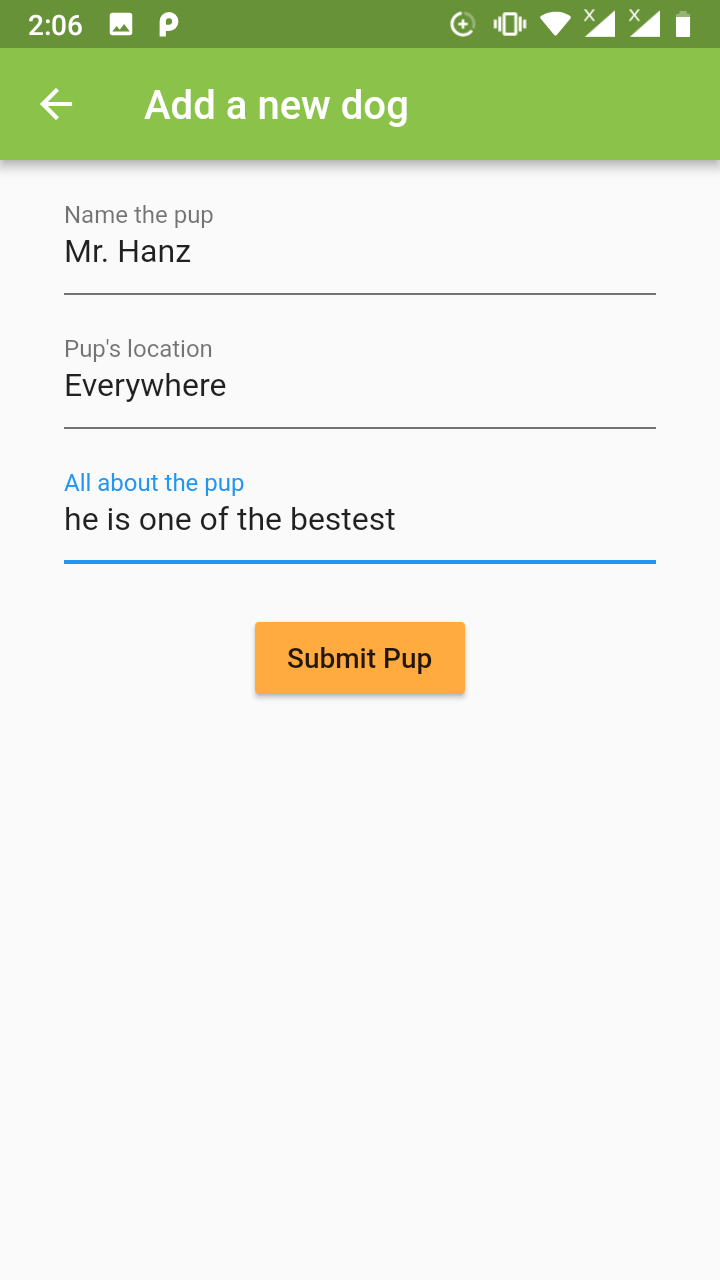 2:06
Add a new dog
Name the pup
Mr. Hanz
Pup's location
Everywhere
All about the pup
he is one of the bestest
Submit Pup